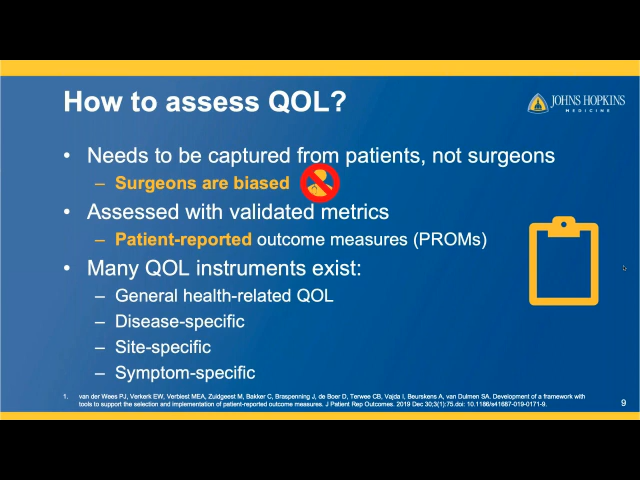 How to assess QOL?
JOHNS HOPKINS
MEDICINE
• Needs to be captured from patients, not surgeons
– Surgeons are biased
• Assessed with validated metrics
– Patient-reported outcome measures (PROMs)
• Many QOL instruments exist:
– General health-related QOL
– Disease-specific
– Site-specific
– Symptom-specific
1. van der Wees PJ, Verkerk EW, Verbiest MEA, Zuidgeest M, Bakker C, Braspenning J, de Boer D, Terwee CB, Vajda I, Beurskens A, van Dulmen SA. Development of a framework with
tools to support the selection and implementation of patient-reported outcome measures. J Patient Rep Outcomes. 2019 Dec 30;3(1):75.doi: 10.1186/s41687-019-0171-9.
9